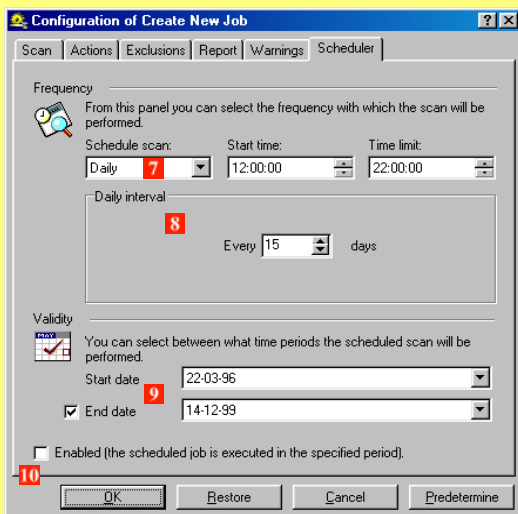 Configuration of Create New Job
Scan Actions Exclusions Report Warnings Scheduler
Frequency
From this panel you can select the frequency with which the scan will be
performed.
Schedule scan: Start time: Time limit:
Daily 7 12:00:00 22:00:00
Daily interval
8
Every 15 days
Validity
MAY
You can select between what time periods the scheduled scan will be
performed.
Start date 22-03-96
9
End date 14-12-99
Enabled (the scheduled job is executed in the specified period).
10
OK Restore Cancel Predetermine